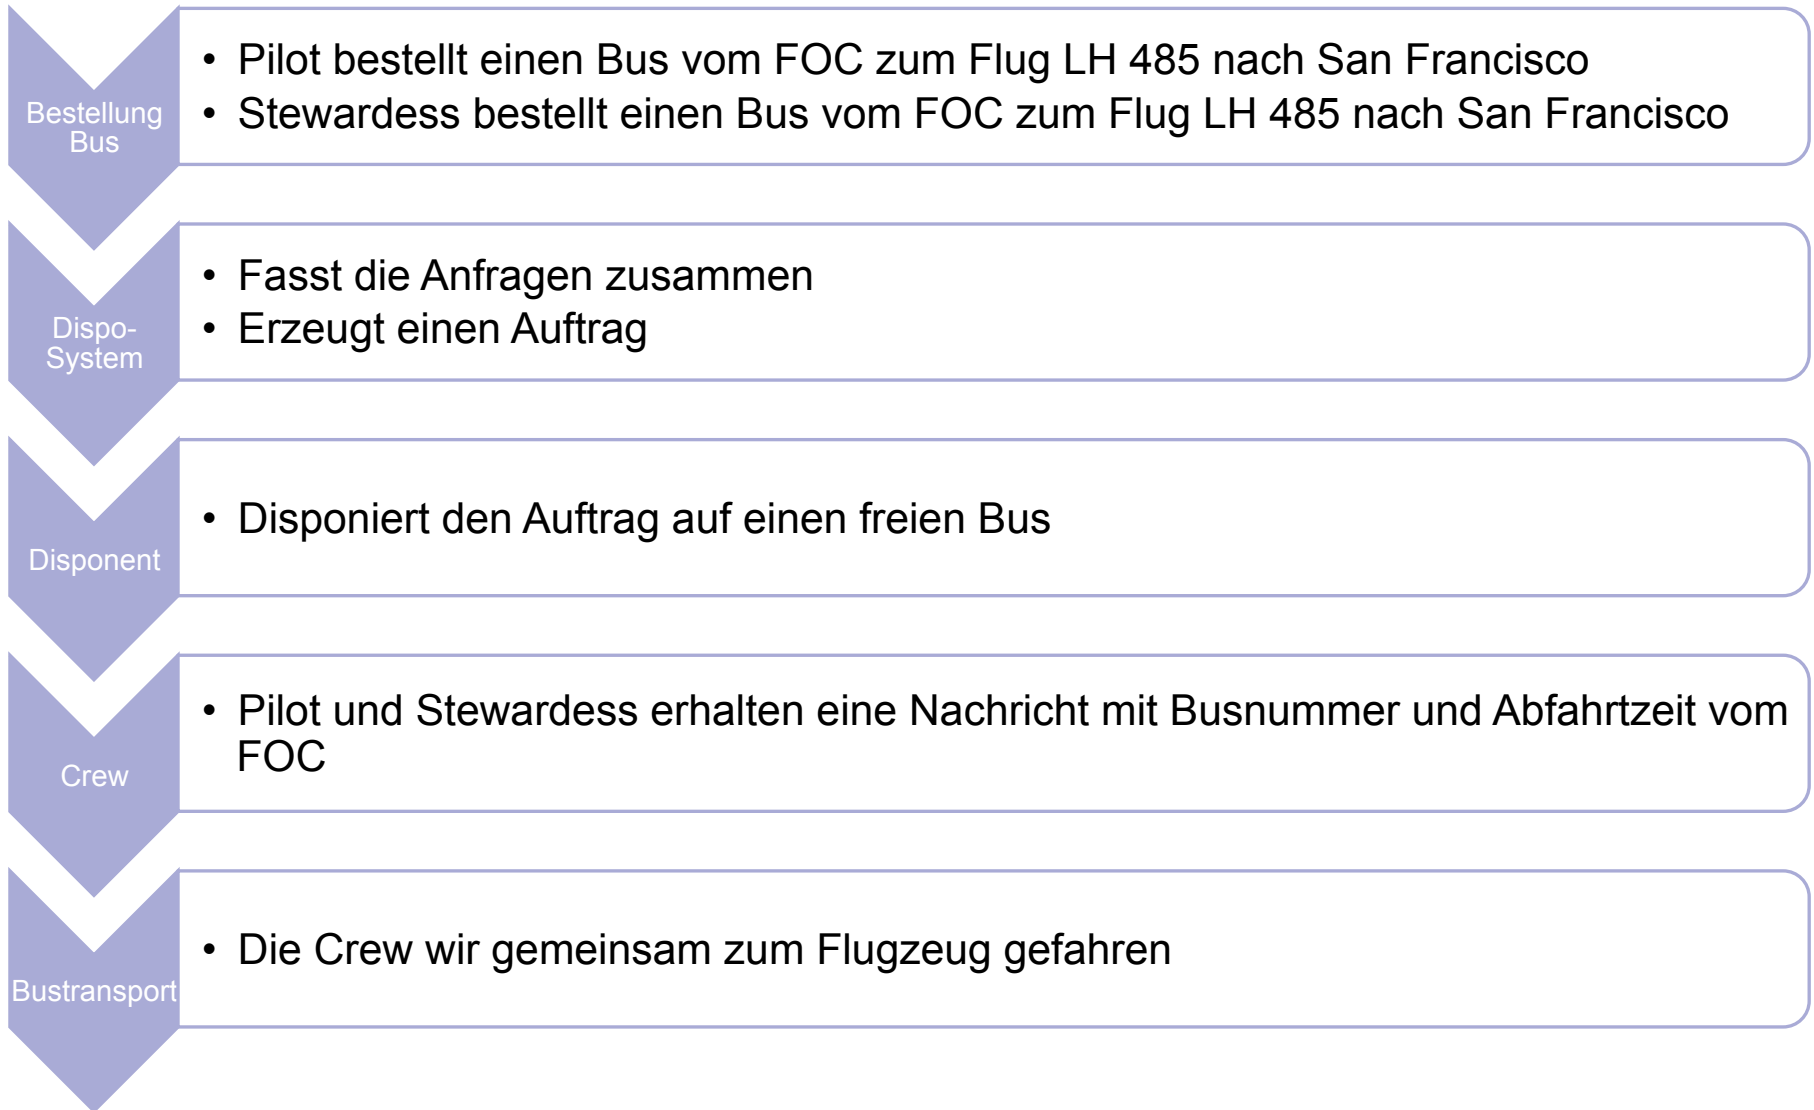 Bestellung
Bus
• Pilot bestellt einen Bus vom FOC zum Flug LH 485 nach San Francisco
• Stewardess bestellt einen Bus vom FOC zum Flug LH 485 nach San Francisco
Dispo-
System
• Fasst die Anfragen zusammen
• Erzeugt einen Auftrag
Disponent
• Disponiert den Auftrag auf einen freien Bus
Crew
• Pilot und Stewardess erhalten eine Nachricht mit Busnummer und Abfahrtzeit vom
FOC
Bustransport
• Die Crew wir gemeinsam zum Flugzeug gefahren